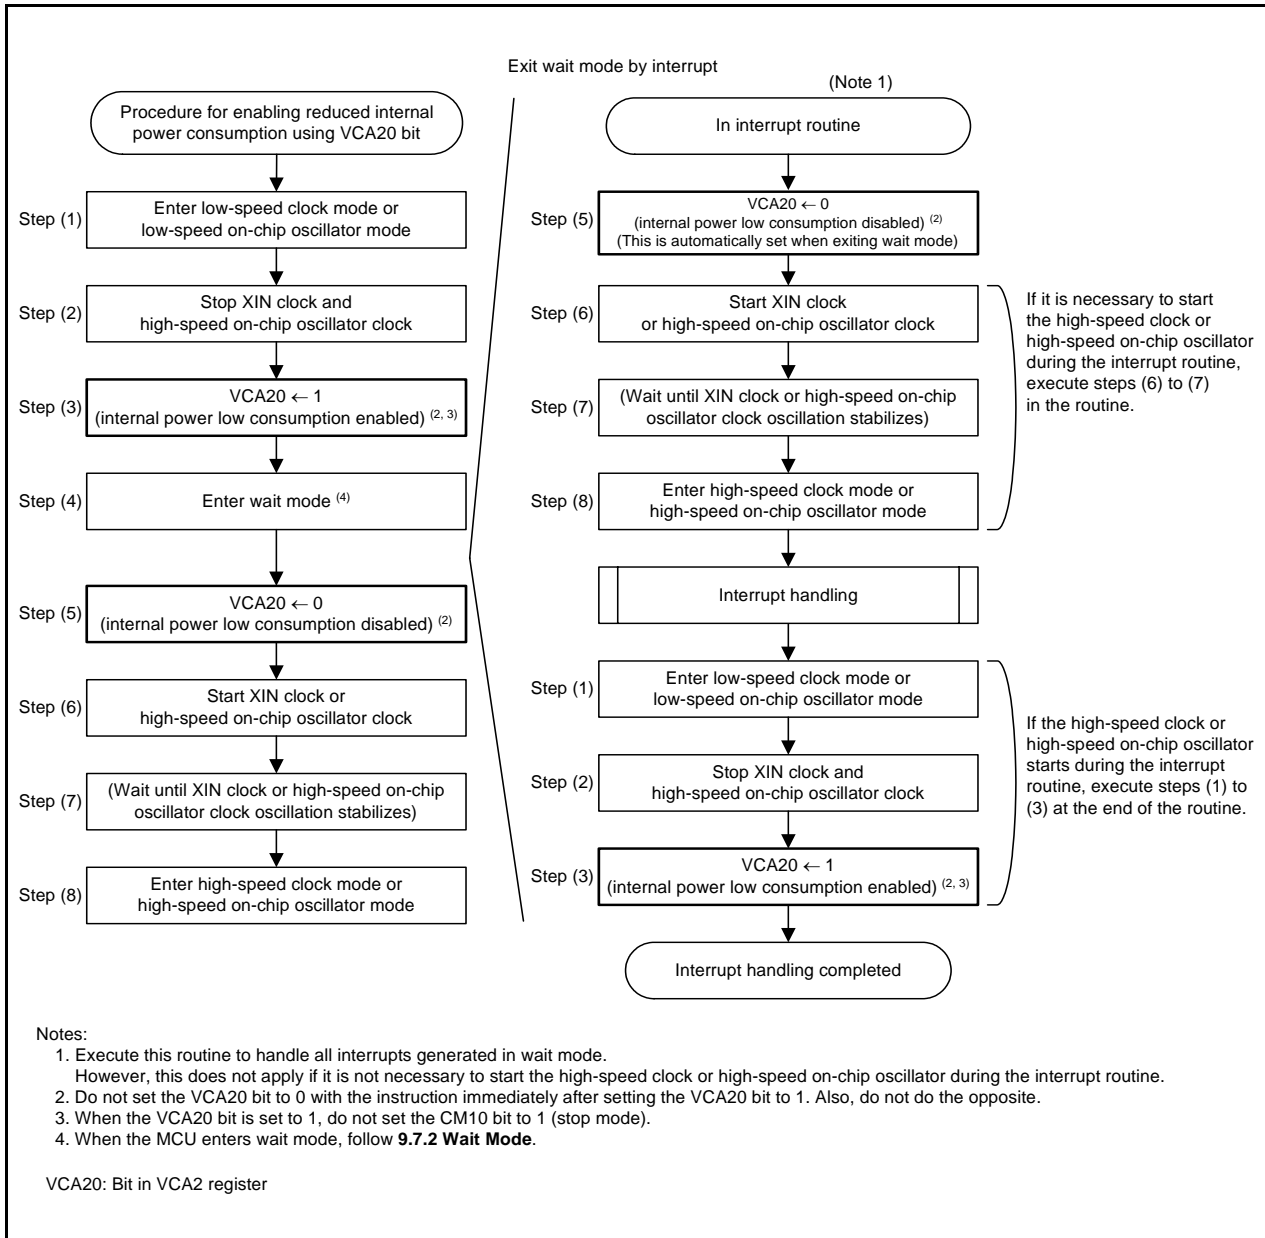 Exit wait mode by interrupt
(Note 1)
Procedure for enabling reduced internal
power consumption using VCA20 bit
Step (1)
Enter low-speed clock mode or
low-speed on-chip oscillator mode
Step (2)
Stop XIN clock and
high-speed on-chip oscillator clock
Step (3)
VCA20 ← 1
(internal power low consumption enabled) (2, 3)
Step (4)
Enter wait mode (4)
Step (5)
VCA20 ← 0
(internal power low consumption disabled) (2)
Step (6)
Start XIN clock or
high-speed on-chip oscillator clock
Step (7)
(Wait until XIN clock or high-speed on-chip
oscillator clock oscillation stabilizes)
Step (8)
Enter high-speed clock mode or
high-speed on-chip oscillator mode
In interrupt routine
Step (5)
VCA20 ← 0
(internal power low consumption disabled) (2)
(This is automatically set when exiting wait mode)
Step (6)
Start XIN clock
or high-speed on-chip oscillator clock
Step (7)
(Wait until XIN clock or high-speed on-chip
oscillator clock oscillation stabilizes)
Step (8)
Enter high-speed clock mode or
high-speed on-chip oscillator mode
If it is necessary to start
the high-speed clock or
high-speed on-chip oscillator
during the interrupt routine,
execute steps (6) to (7)
in the routine.
Interrupt handling
Step (1)
Enter low-speed clock mode or
low-speed on-chip oscillator mode
Step (2)
Stop XIN clock and
high-speed on-chip oscillator clock
Step (3)
VCA20 ← 1
(internal power low consumption enabled) (2, 3)
If the high-speed clock or
high-speed on-chip oscillator
starts during the interrupt
routine, execute steps (1) to
(3) at the end of the routine.
Interrupt handling completed
Notes:
1. Execute this routine to handle all interrupts generated in wait mode.
However, this does not apply if it is not necessary to start the high-speed clock or high-speed on-chip oscillator during the interrupt routine.
2. Do not set the VCA20 bit to 0 with the instruction immediately after setting the VCA20 bit to 1. Also, do not do the opposite.
3. When the VCA20 bit is set to 1, do not set the CM10 bit to 1 (stop mode).
4. When the MCU enters wait mode, follow 9.7.2 Wait Mode.
VCA20: Bit in VCA2 register